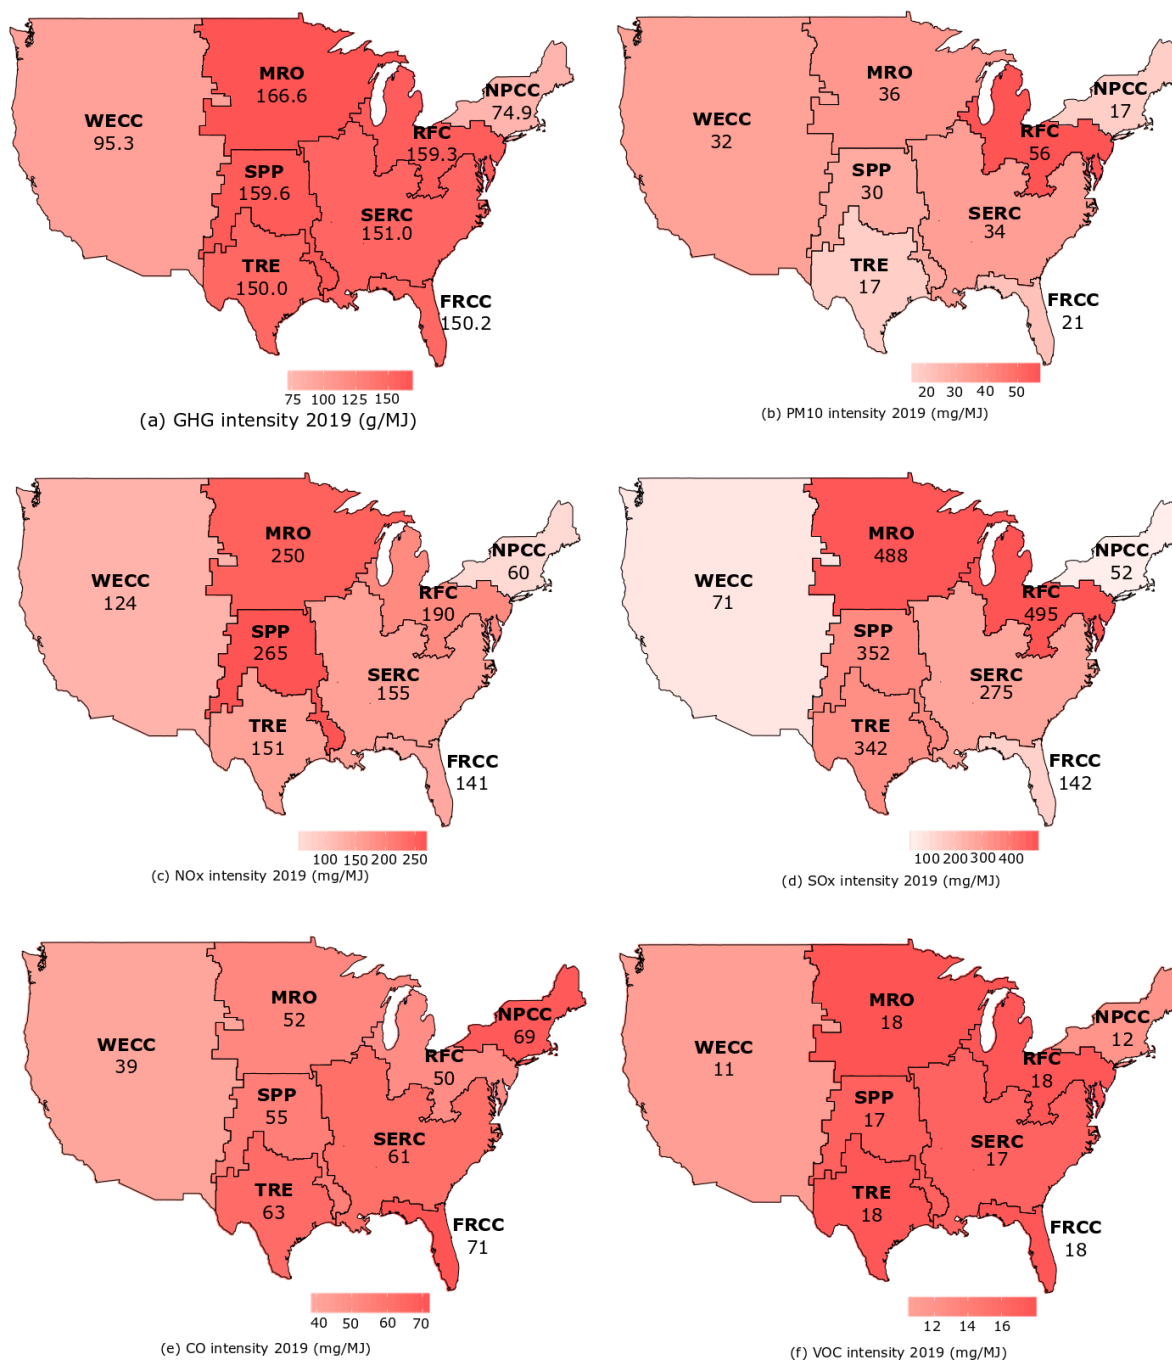 MRO
166.6
NPCC
74.9
WECC
95.3
RFC
159.3
SPP
159.6
SERC
151.0
TRE
150.0
FRCC
150.2
75 100 125 150
(a) GHG intensity 2019 (g/MJ)
MRO
36
NPCC
17
WECC
32
RFC
56
SPP
30
SERC
34
TRE
17
FRCC
21
20 30 40 50
(b) PM10 intensity 2019 (mg/MJ)
MRO
250
NPCC
60
WECC
124
RFC
190
SPP
265
SERC
155
TRE
151
FRCC
141
100 150 200 250
(c) NOx intensity 2019 (mg/MJ)
MRO
488
NPCC
52
WECC
71
RFC
495
SPP
352
SERC
275
TRE
342
FRCC
142
100 200 300 400
(d) SOx intensity 2019 (mg/MJ)
MRO
52
NPCC
69
WECC
39
RFC
50
SPP
55
SERC
61
TRE
63
FRCC
71
40 50 60 70
(e) CO intensity 2019 (mg/MJ)
MRO
18
NPCC
12
WECC
11
RFC
18
SPP
17
SERC
17
TRE
18
FRCC
18
12 14 16
(f) VOC intensity 2019 (mg/MJ)